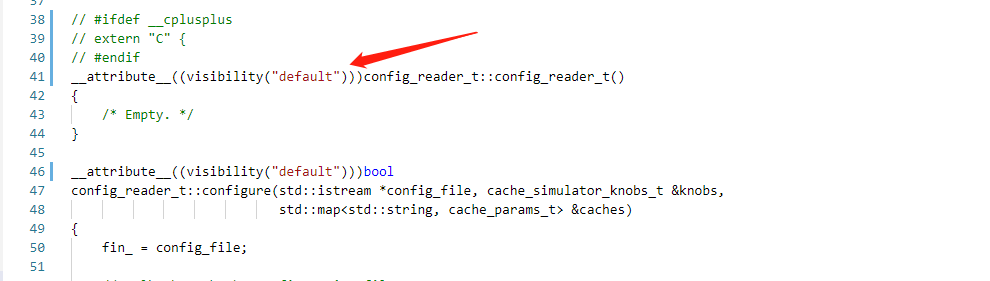 37
38 // #ifdef __cplusplus
39 // extern "C" {
40 // #endif
41 __attribute__((visibility("default")))config_reader_t::config_reader_t()
42 {
43 /* Empty. */
44 }
45
46 __attribute__((visibility("default")))bool
47 config_reader_t::configure(std::istream *config_file, cache_simulator_knobs_t &knobs,
48 std::map<std::string, cache_params_t> &caches)
49 {
50 fin_ = config_file;
51